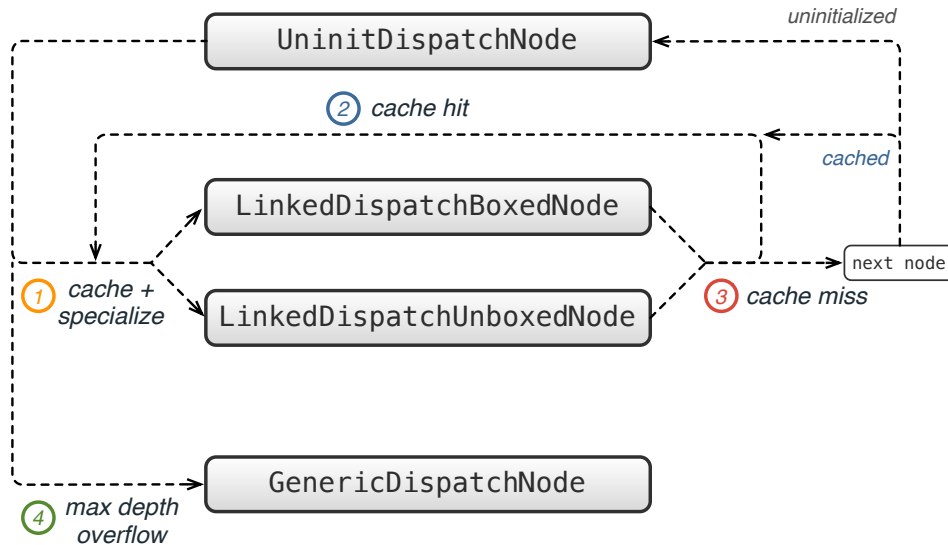 uninitialized
UninitDispatchNode
2 cache hit
cached
LinkedDispatchBoxedNode
next node
1 cache +
specialize
3 cache miss
LinkedDispatchUnboxedNode
GenericDispatchNode
4 max depth
overflow